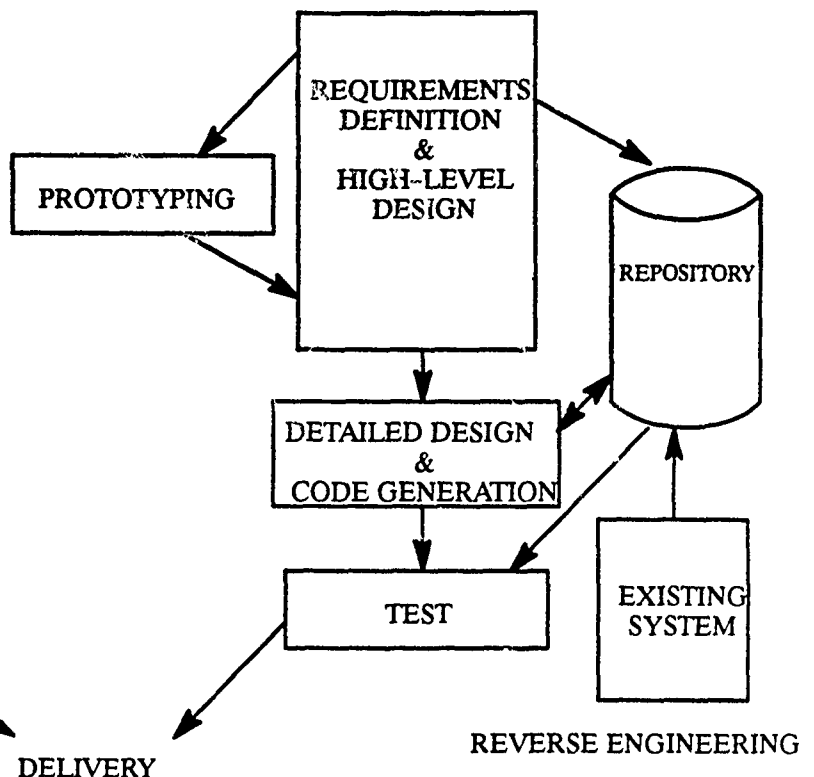 REQUIREMENTS
DEFINITION
&
HIGH-LEVEL
DESIGN
PROTOTYPING
REPOSITORY
DETAILED DESIGN
&
CODE GENERATION
TEST
EXISTING
SYSTEM
REVERSE ENGINEERING
DELIVERY